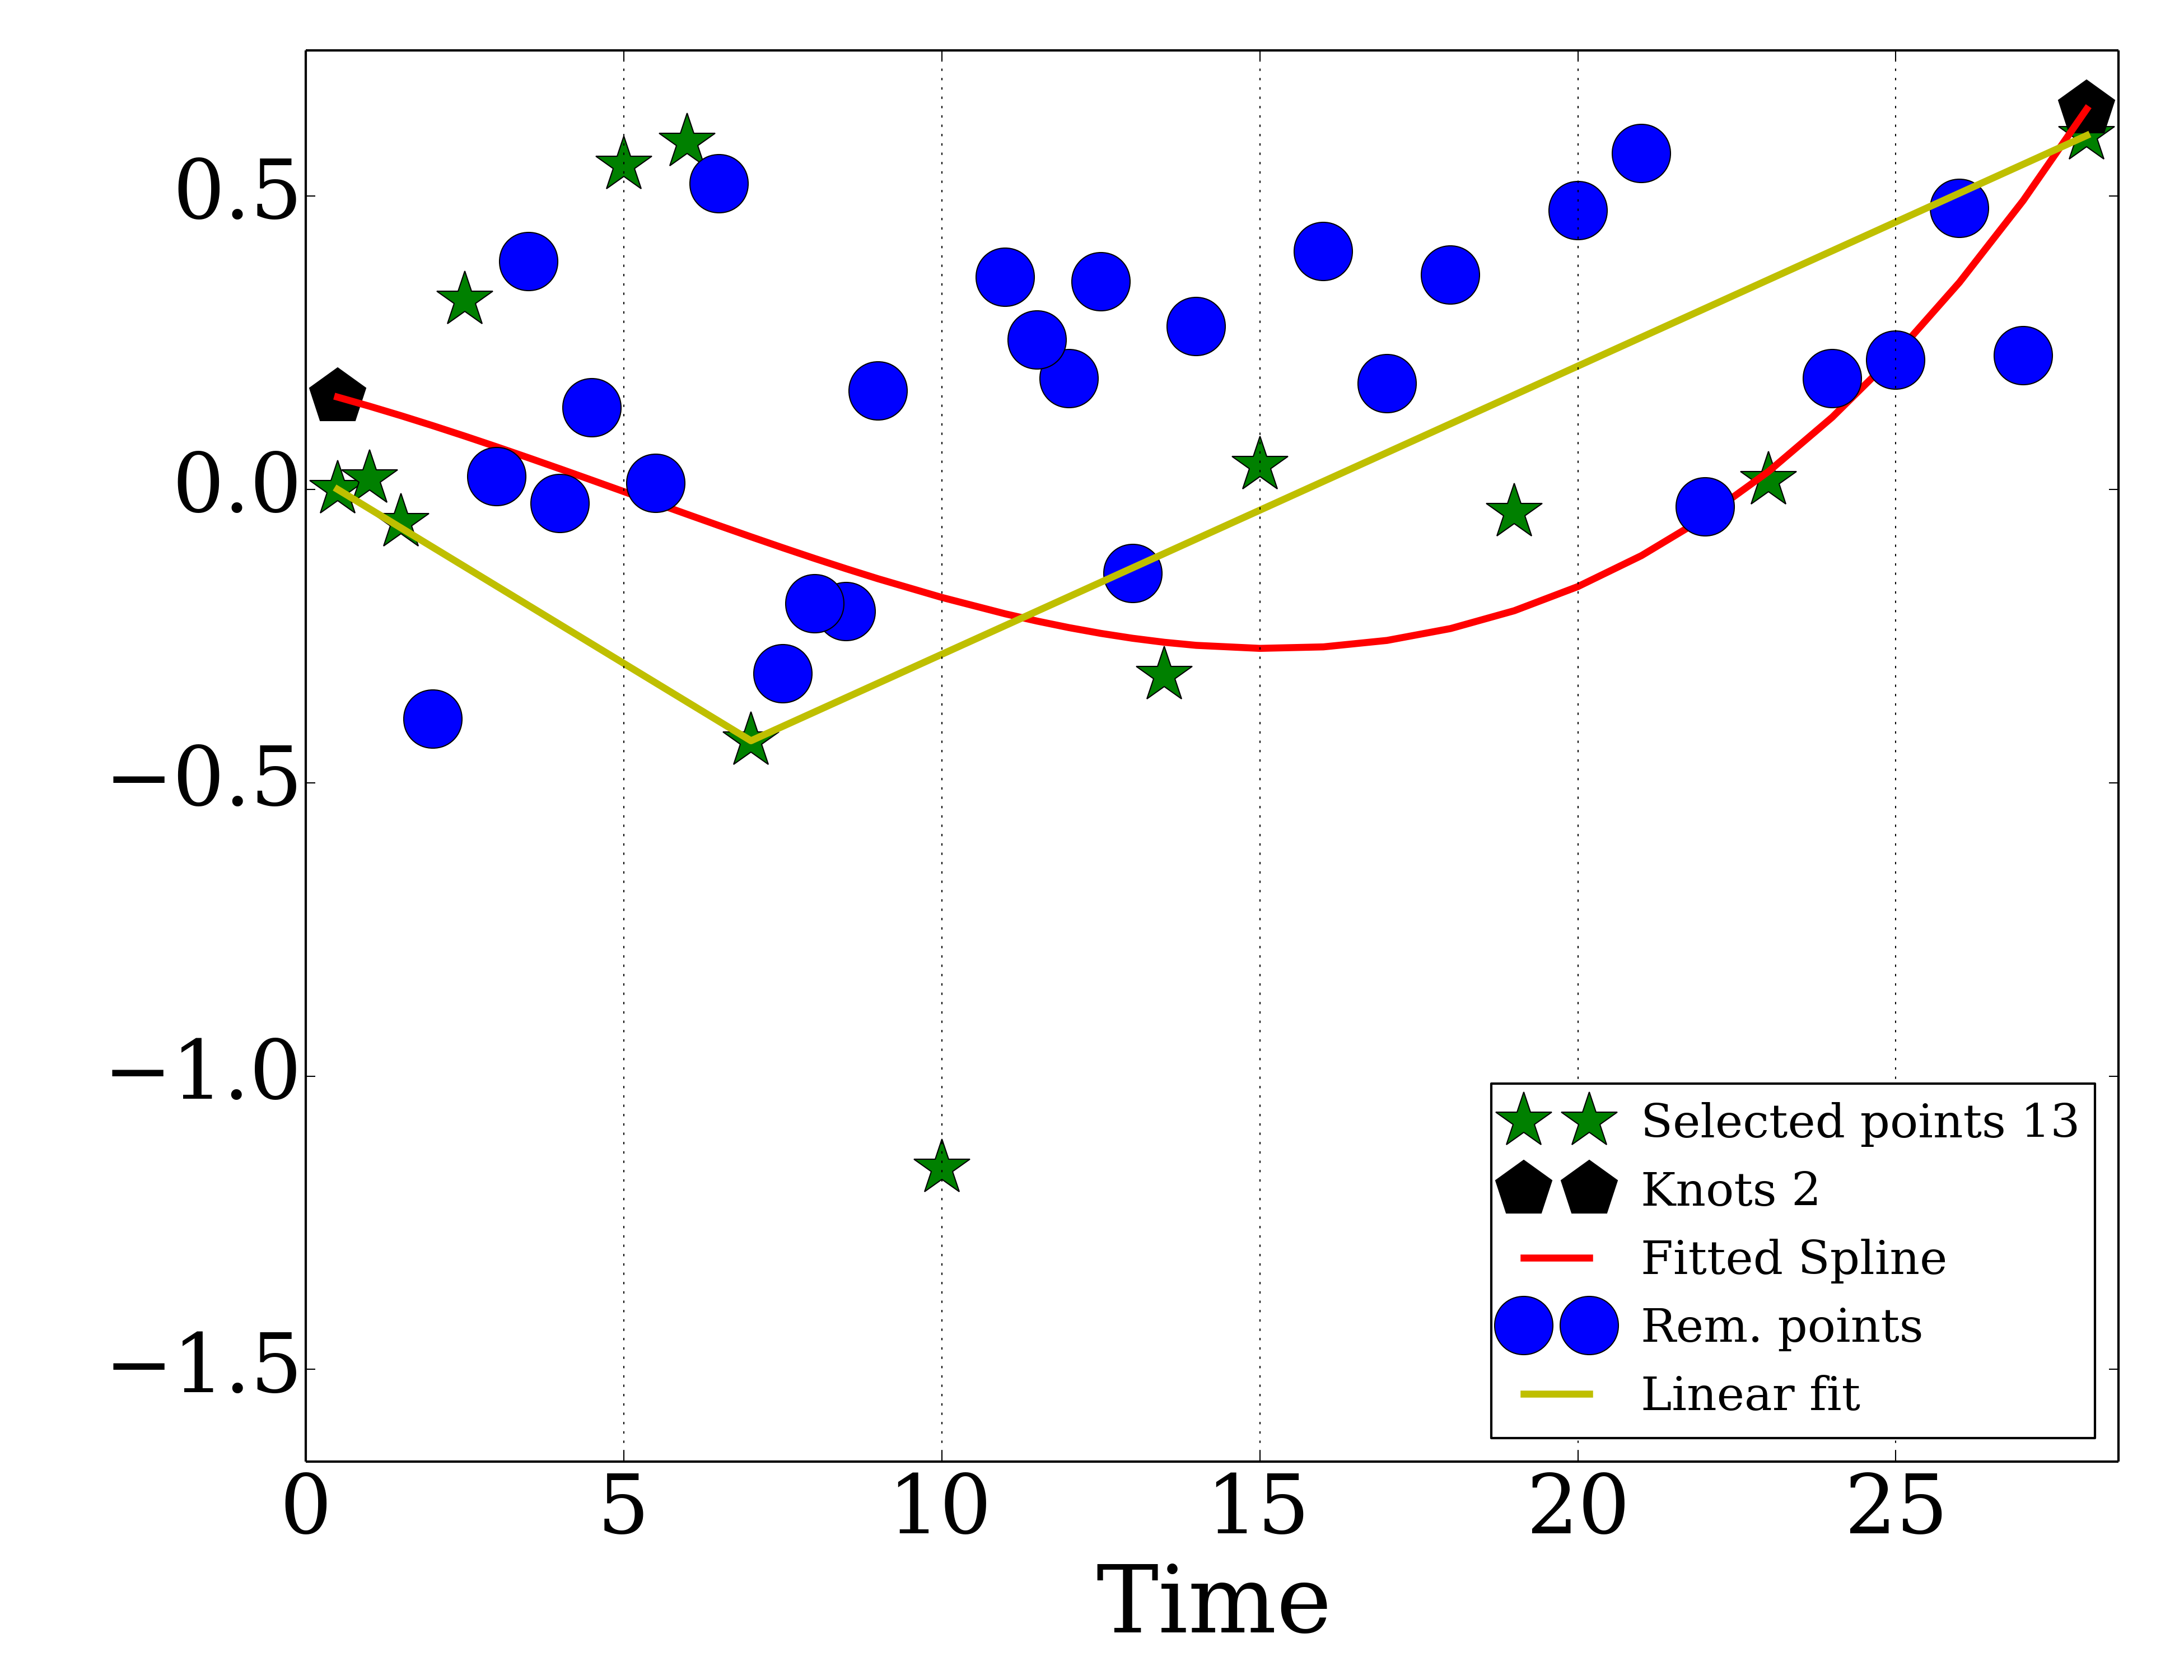 0.5
0.0
−0.5
−1.0
−1.5
0 5 10 15 20 25
Time
Selected points 13
Knots 2
Fitted Spline
Rem. points
Linear fit